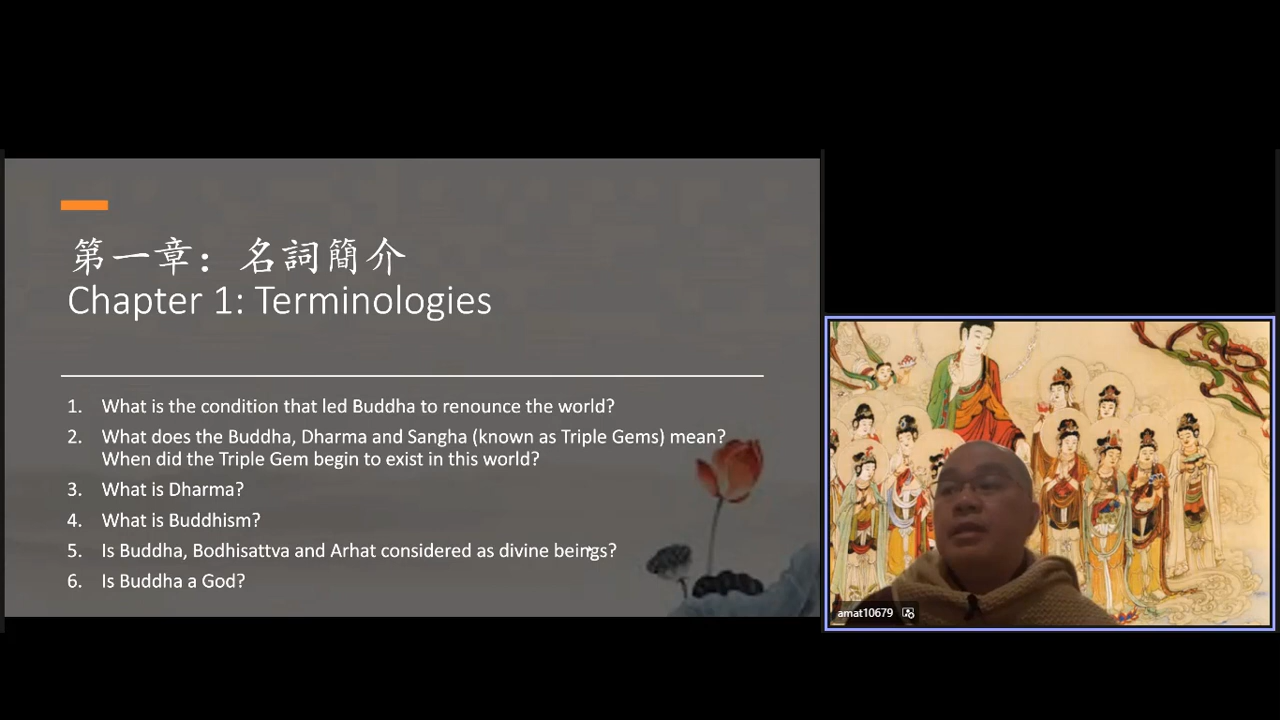 第一章：名詞簡介
Chapter 1: Terminologies
1. What is the condition that led Buddha to renounce the world?
2. What does the Buddha, Dharma and Sangha (known as Triple Gems) mean?
When did the Triple Gem begin to exist in this world?
3. What is Dharma?
4. What is Buddhism?
5. Is Buddha, Bodhisattva and Arhat considered as divine beings?
6. Is Buddha a God?
amat10679